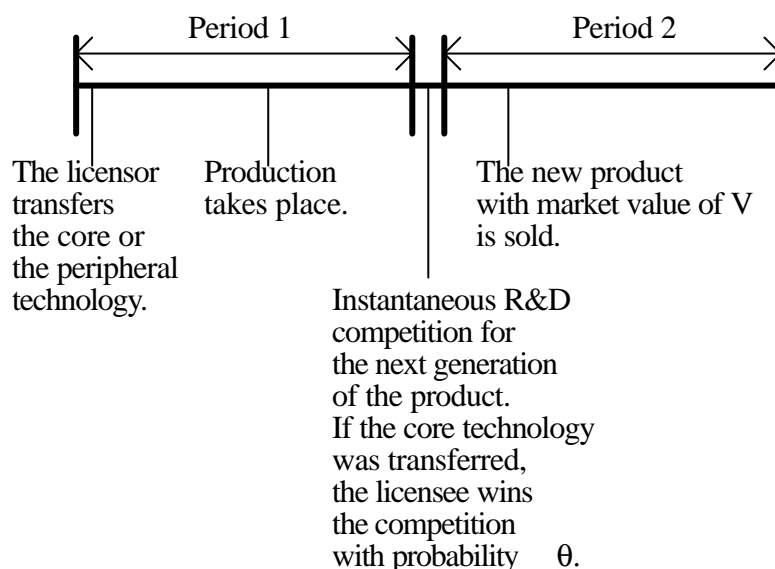 Period 1
Period 2
The licensor
transfers
the core or
the peripheral
technology.
Production
takes place.
The new product
with market value of V
is sold.
Instantaneous R&D
competition for
the next generation
of the product.
If the core technology
was transferred,
the licensee wins
the competition
with probability θ.